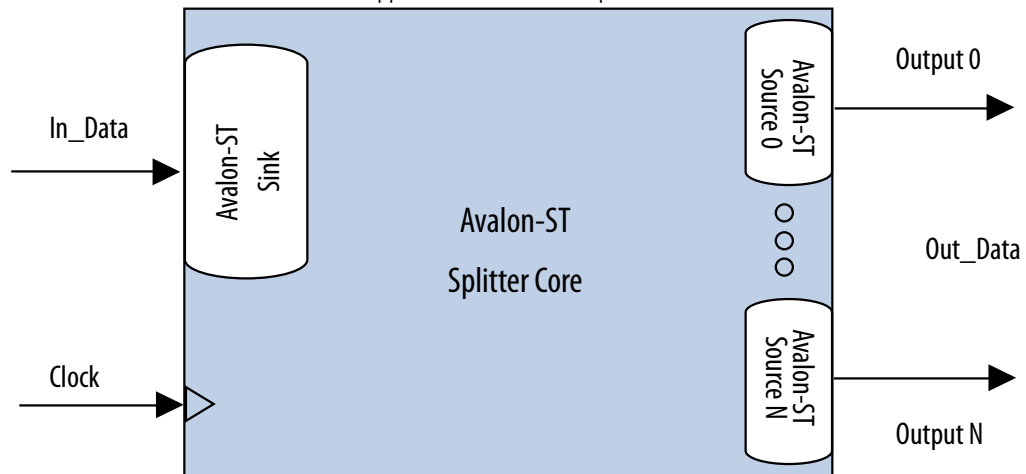 Output 0
In_Data
Avalon-ST
Sink
Avalon-ST
Source 0
Avalon-ST
Splitter Core
Out_Data
Clock
Avalon-ST
Source N
Output N